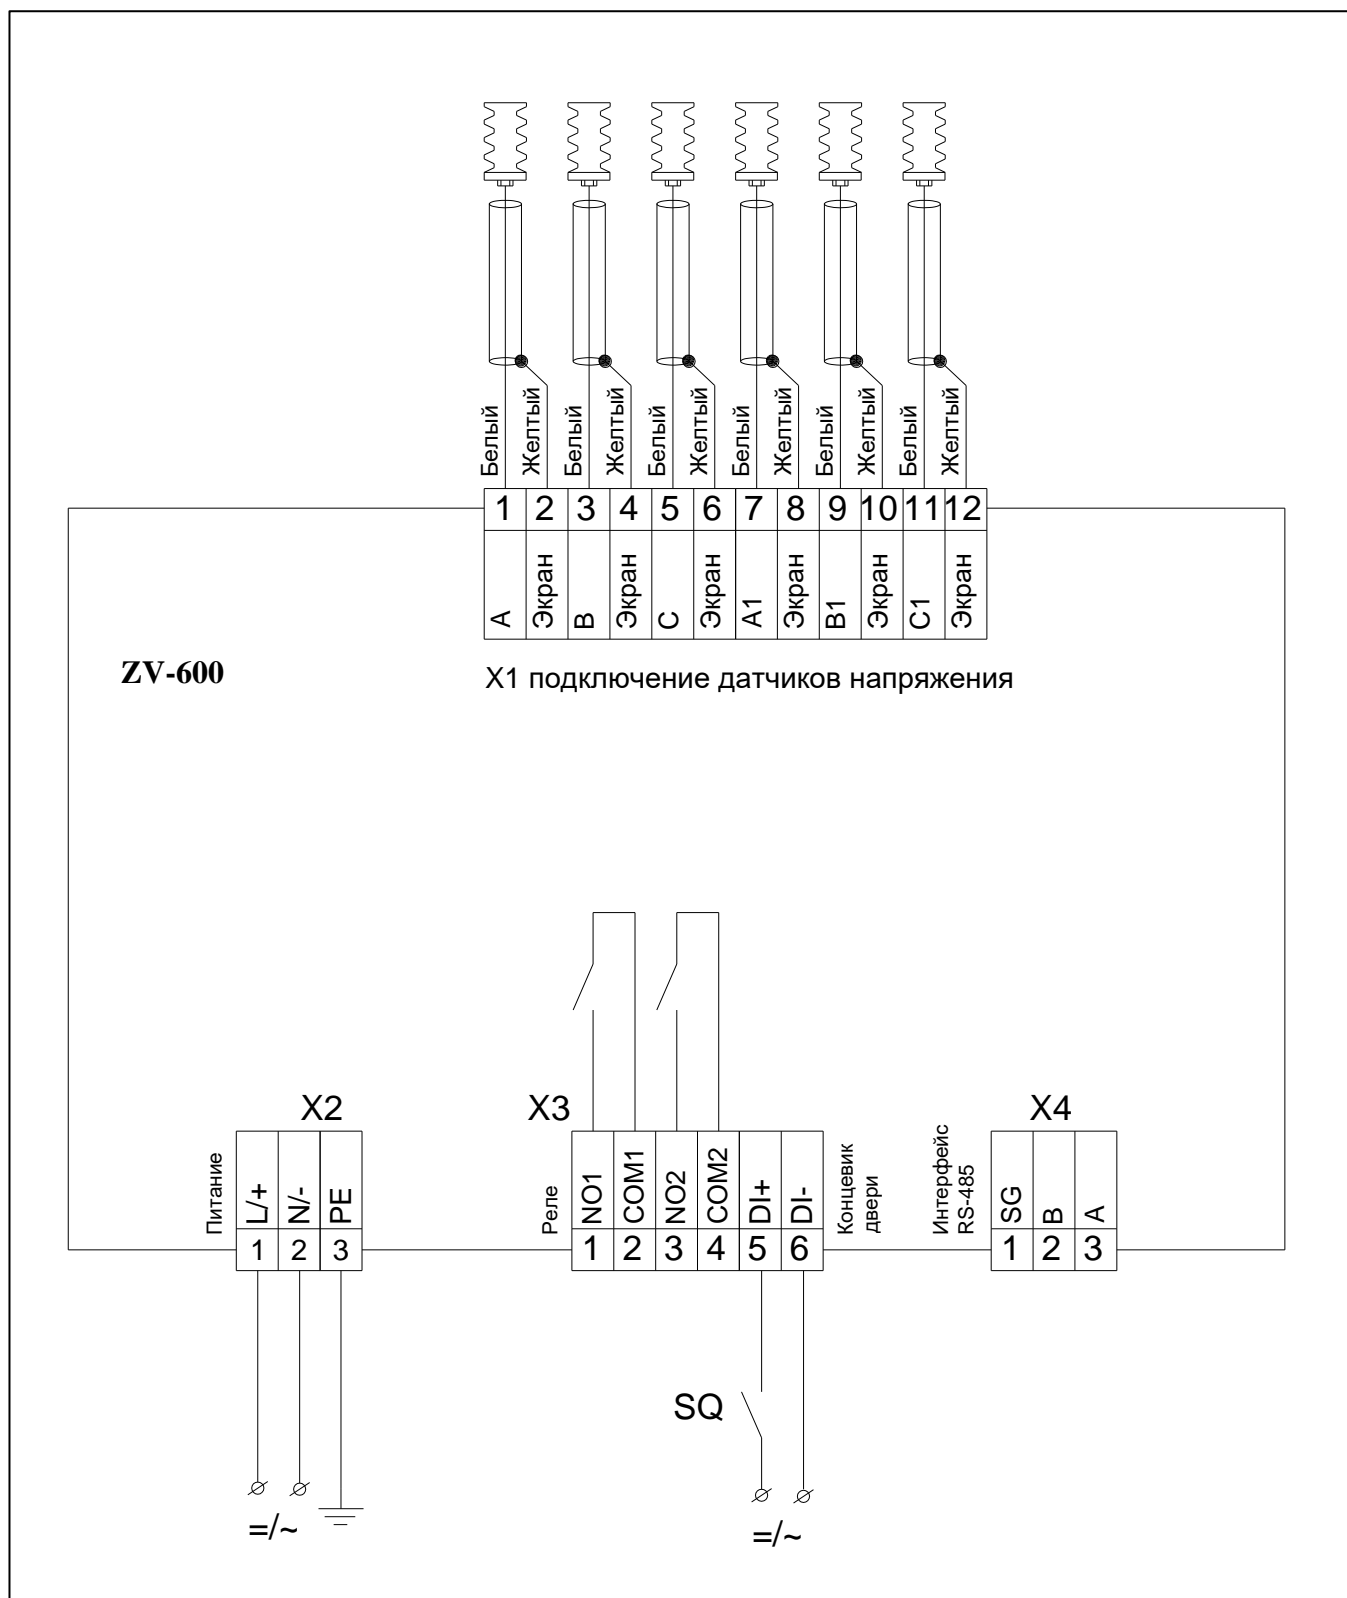 Белый Желтый Белый Желтый Белый Желтый Белый Желтый Белый Желтый Белый Желтый
1 2 3 4 5 6 7 8 9 10 11 12
A Экран B Экран C Экран A1 Экран B1 Экран C1 Экран
ZV-600
X1 подключение датчиков напряжения
X2
Питание
L/+ N/- PE
1 2 3
=/~
X3
Реле
NO1 COM1 NO2 COM2 DI+ DI-
1 2 3 4 5 6
Концевик
двери
SQ
=/~
X4
Интерфейс
RS-485
SG B A
1 2 3